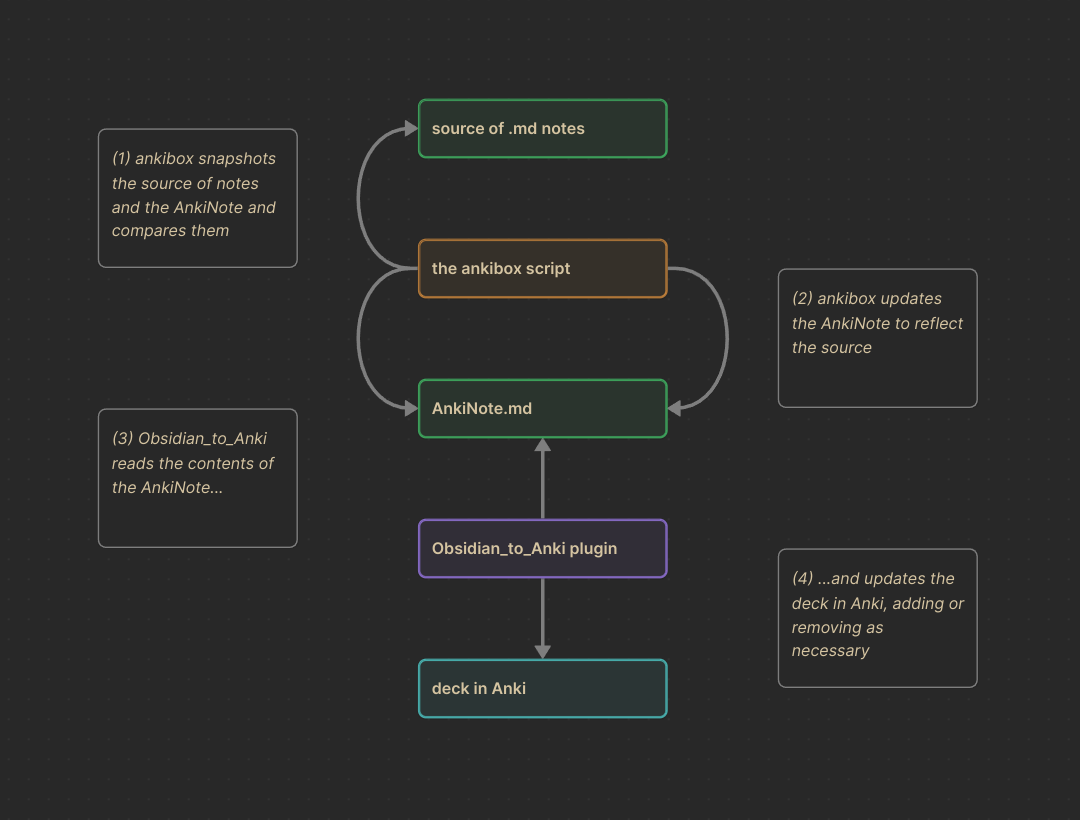 source of .md notes
(1) ankibox snapshots
the source of notes
and the AnkiNote and
compares them
the ankibox script
(2) ankibox updates
the AnkiNote to reflect
the source
AnkiNote.md
(3) Obsidian_to_Anki
reads the contents of
the AnkiNote...
Obsidian_to_Anki plugin
(4) ...and updates the
deck in Anki, adding or
removing as
necessary
deck in Anki